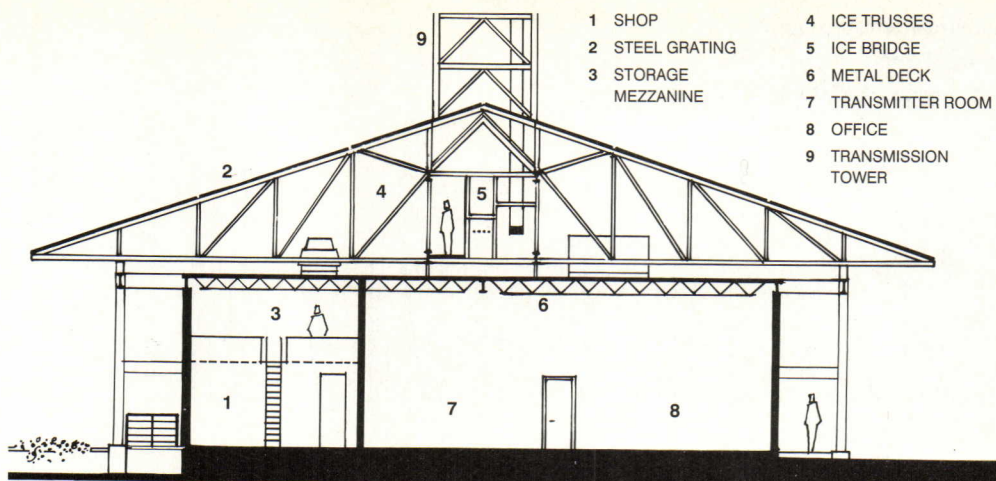 1 SHOP
2 STEEL GRATING
3 STORAGE
MEZZANINE
4 ICE TRUSSES
5 ICE BRIDGE
6 METAL DECK
7 TRANSMITTER ROOM
8 OFFICE
9 TRANSMISSION
TOWER
9
2
4
5
3
6
1
7
8